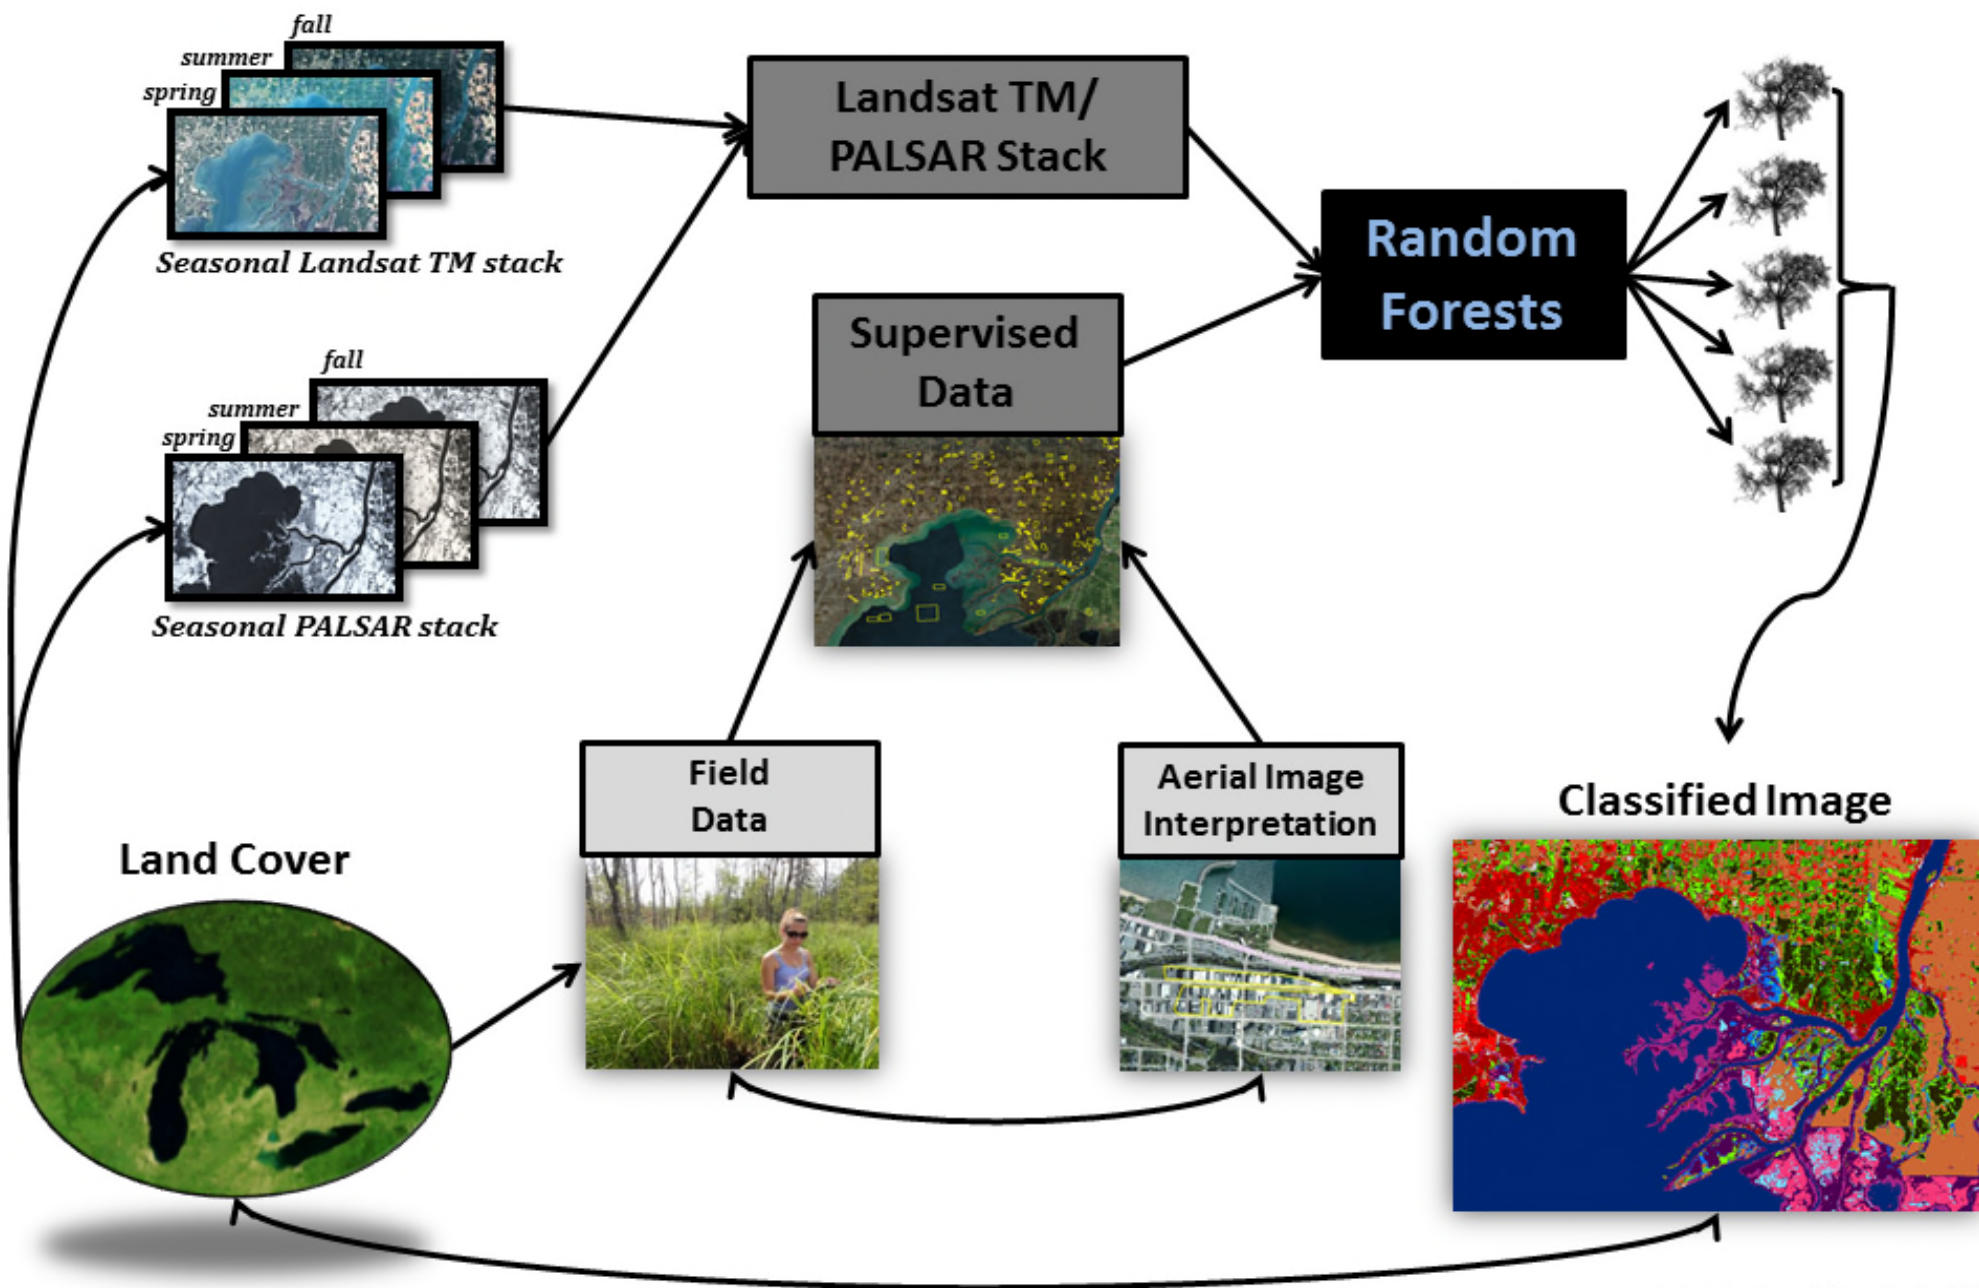 fall
summer
spring
Seasonal Landsat TM stack
Landsat TM/
PALSAR Stack
Random
Forests
Supervised
Data
fall
summer
spring
Seasonal PALSAR stack
Field
Data
Aerial Image
Interpretation
Classified Image
Land Cover